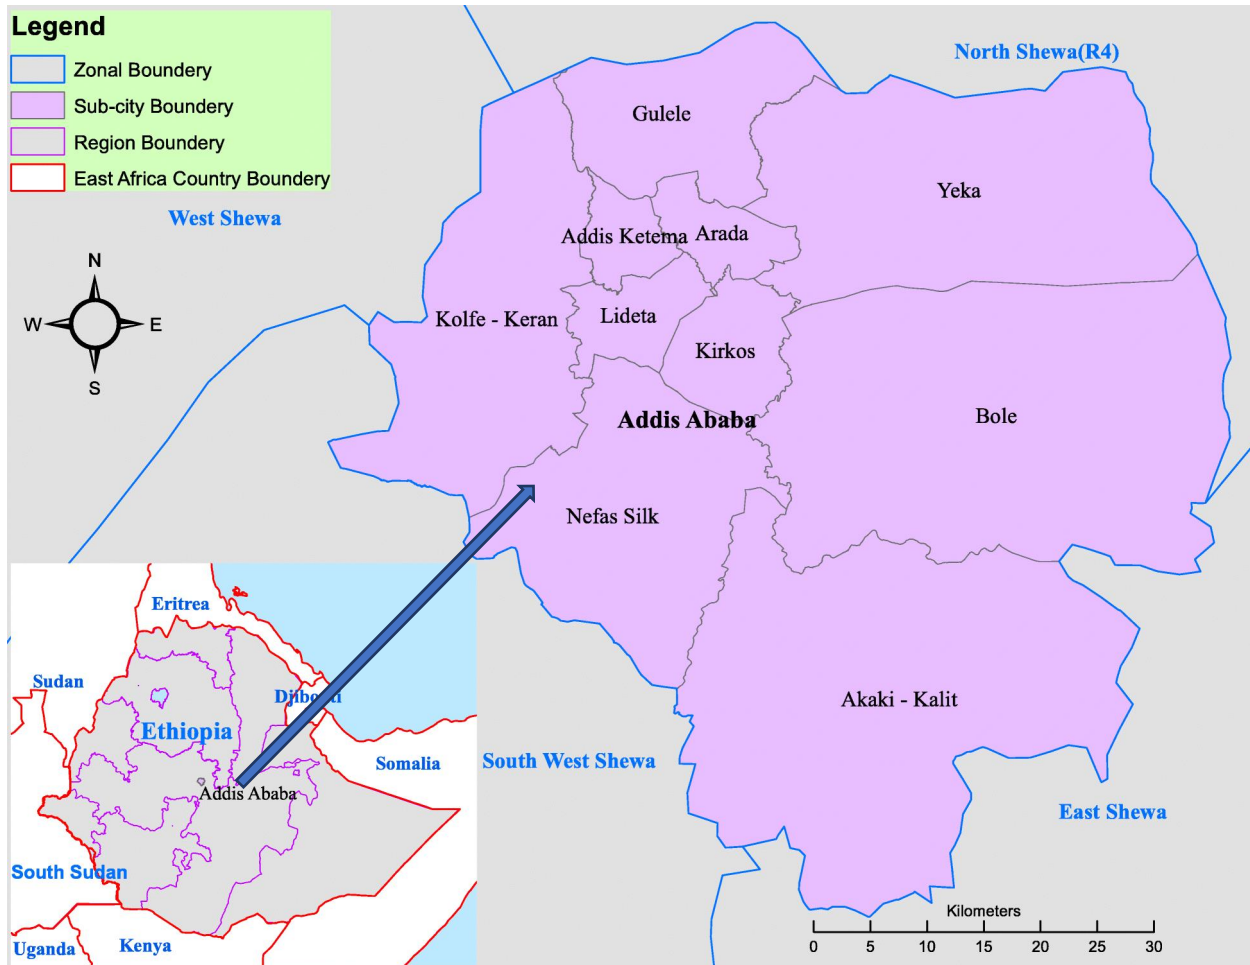 Legend
Zonal Boundery
Sub-city Boundery
Region Boundery
East Africa Country Boundery
North Shewa(R4)
Gulele
Yeka
West Shewa
Addis Ketema
Arada
N
W
E
S
Kolfe - Keran
Lideta
Kirkos
Addis Ababa
Bole
Nefas Silk
Eritrea
Sudan
Djibouti
Ethiopia
Somalia
Addis Ababa
South Sudan
Uganda
Kenya
Akaki - Kalit
South West Shewa
East Shewa
Kilometers
0 5 10 15 20 25 30